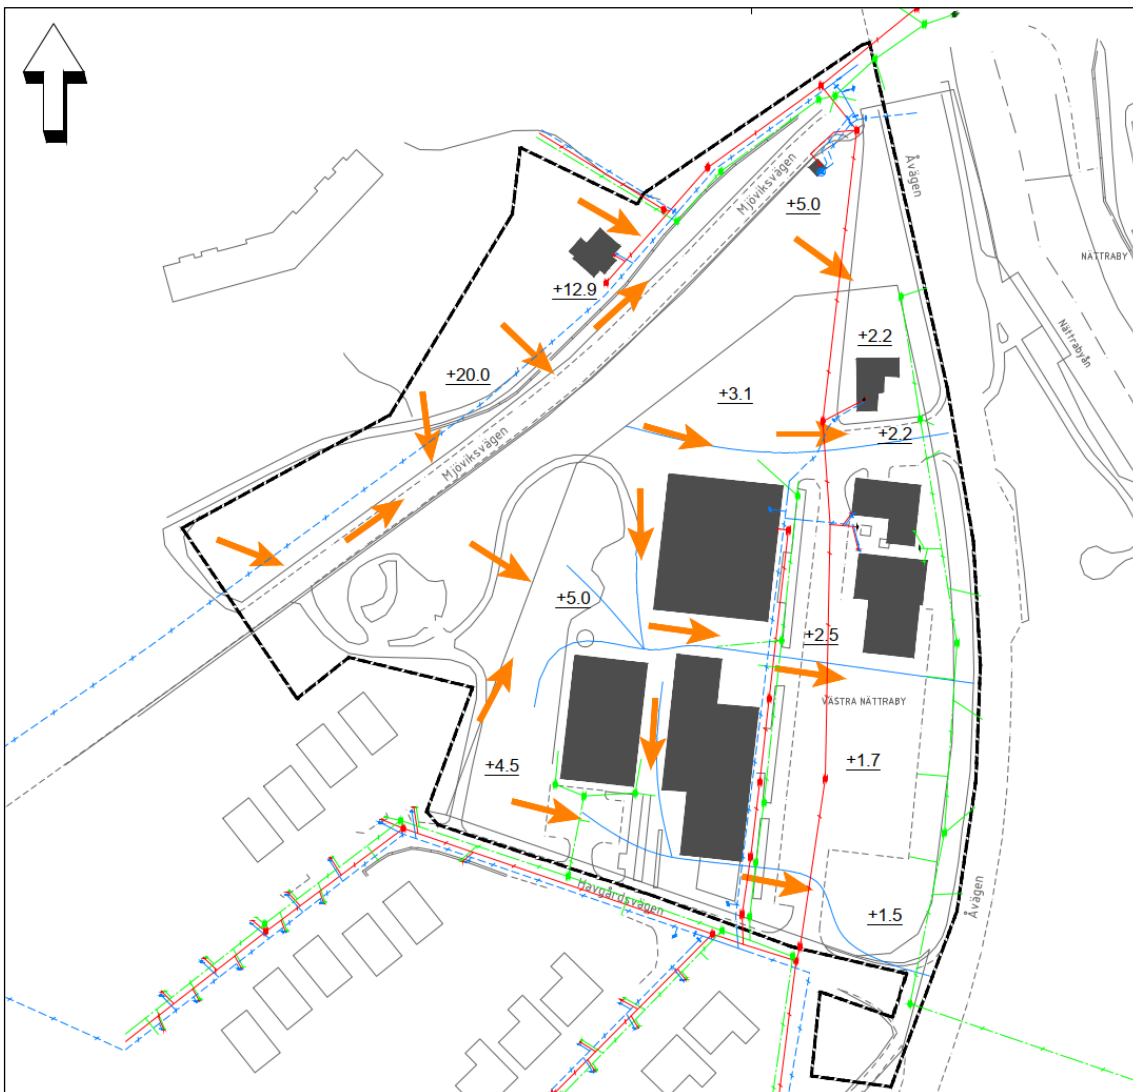 Mjöviksvägen
Åvägen
+5.0
NÄTTRABY
+12.9
Nättrabyån
+2.2
+20.0
+3.1
+2.2
Mjöviksvägen
+5.0
+2.5
VÄSTRA NÄTTRABY
+4.5
+1.7
Havgårdsvägen
Åvägen
+1.5